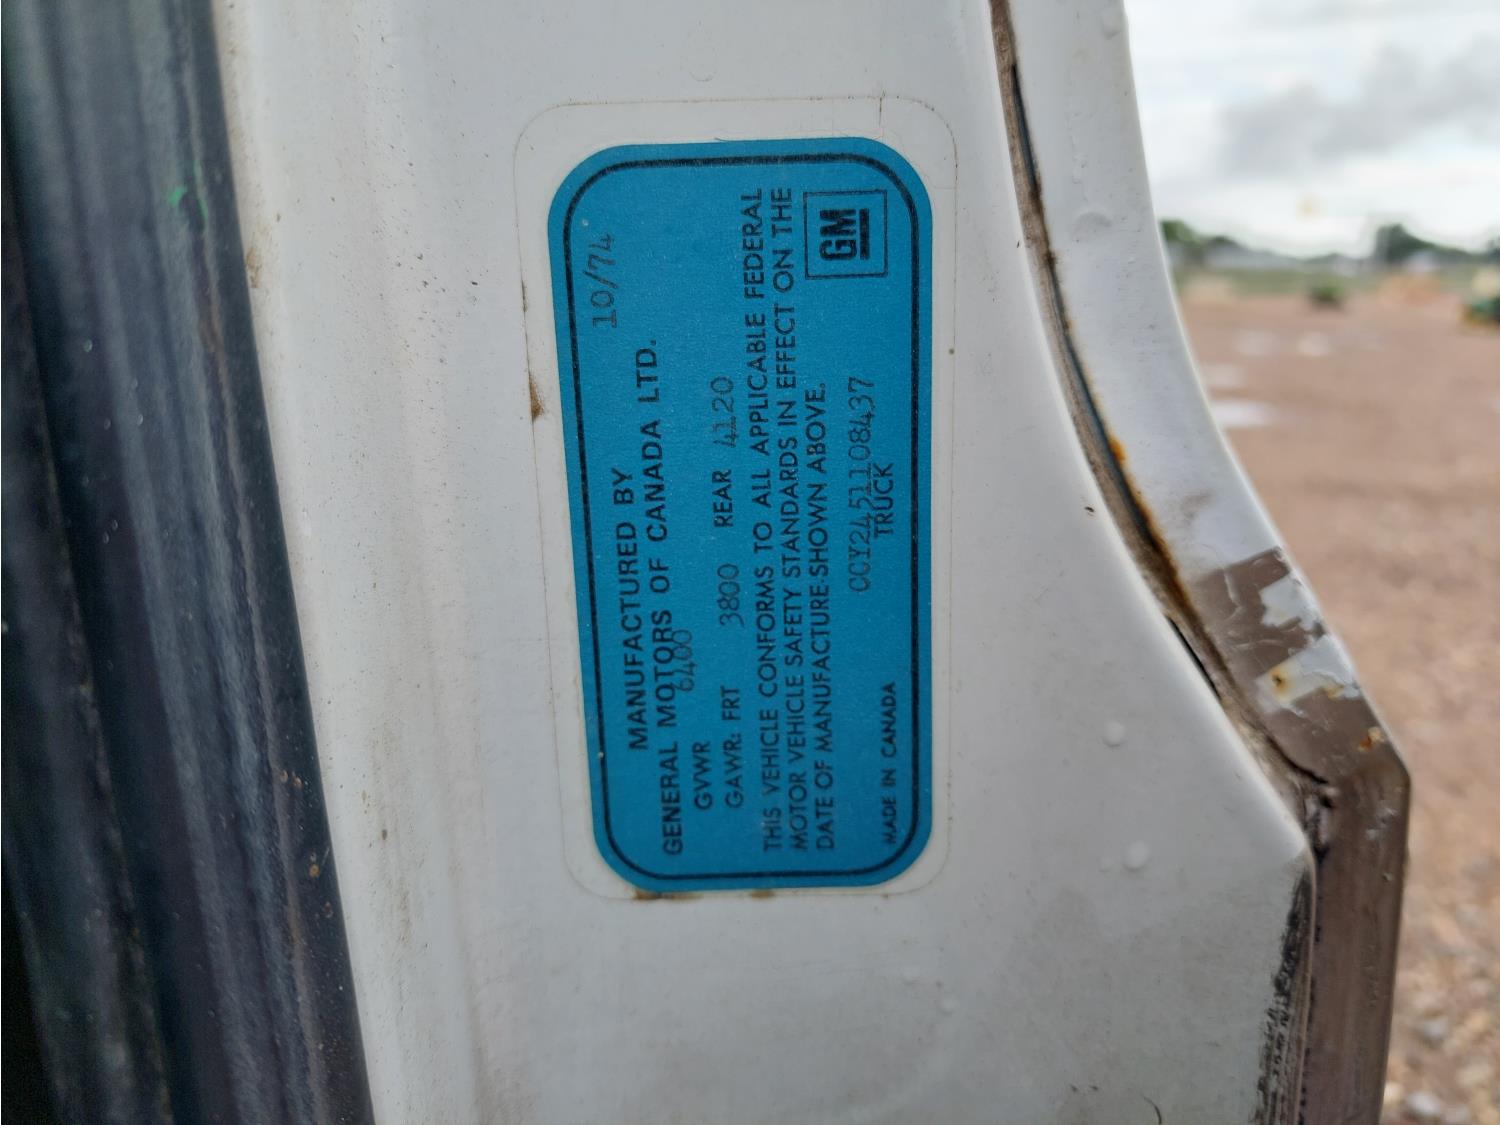 10/74
MANUFACTURED BY
GENERAL MOTORS OF CANADA LTD.
6400
GVWR
GAWR: FRT 3800 REAR 4120
THIS VEHICLE CONFORMS TO ALL APPLICABLE FEDERAL
MOTOR VEHICLE SAFETY STANDARDS IN EFFECT ON THE
DATE OF MANUFACTURE SHOWN ABOVE.
CCY2451108437
TRUCK
MADE IN CANADA
GM